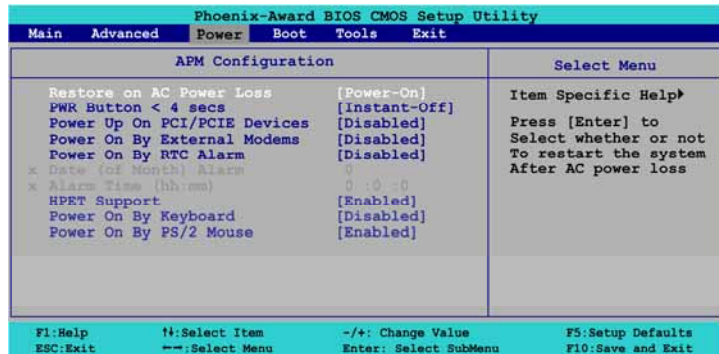 Phoenix-Award BIOS CMOS Setup Utility
Main Advanced Power Boot Tools Exit
APM Configuration
Restore on AC Power Loss [Power-On]
PWR Button < 4 secs [Instant-Off]
Power Up On PCI/PCIE Devices [Disabled]
Power On By External Modems [Disabled]
Power On By RTC Alarm [Disabled]
x Date (of Month) Alarm 0
x Alarm Time (hh:mm) 0 :0 :0
HPET Support [Enabled]
Power On By Keyboard [Disabled]
Power On By PS/2 Mouse [Enabled]
Select Menu
Item Specific Help▶
Press [Enter] to
Select whether or not
To restart the system
After AC power loss
F1:Help ↑↓:Select Item -/+: Change Value F5:Setup Defaults
ESC:Exit ←→:Select Menu Enter: Select SubMenu F10:Save and Exit